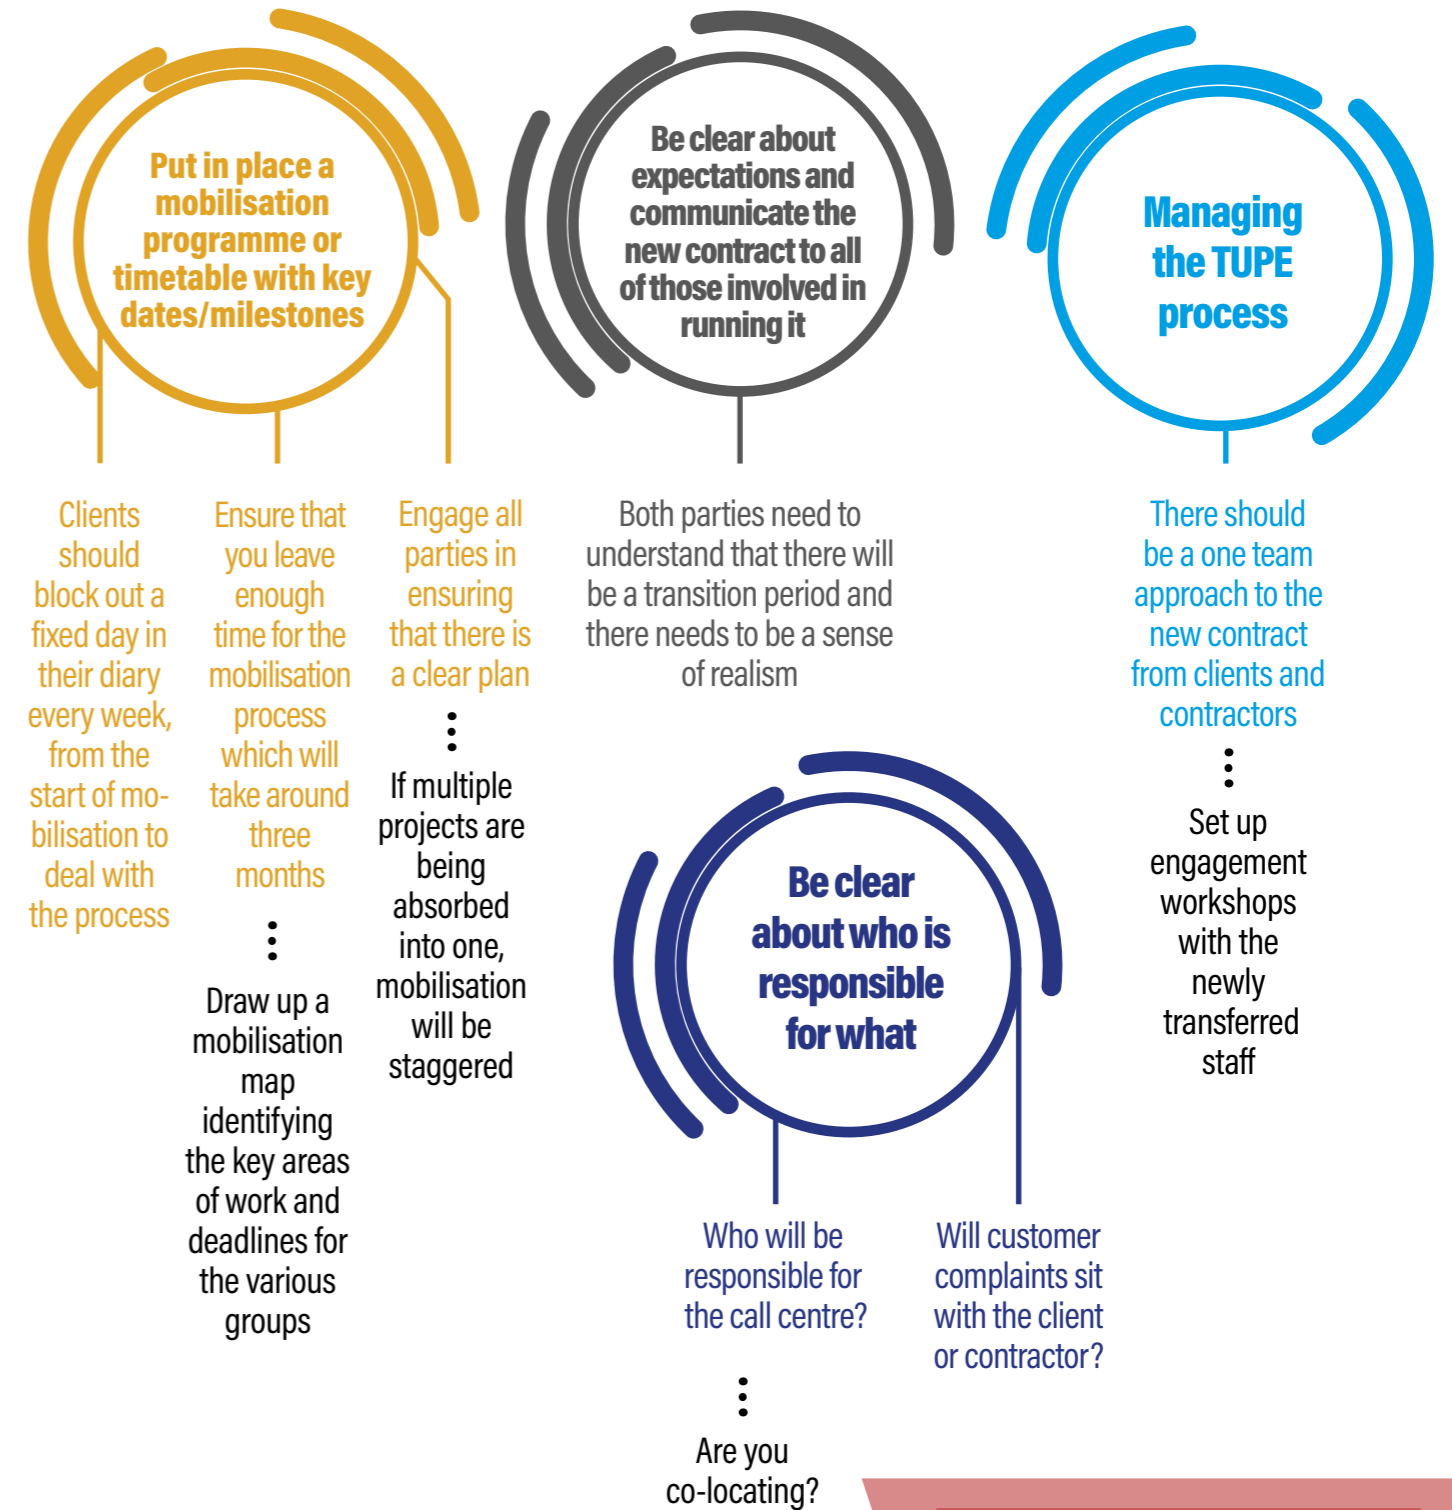 Put in place a
mobilisation
programme or
timetable with key
dates/milestones
Clients
should
block out a
fixed day in
their diary
every week,
from the
start of mo-
bilisation to
deal with
the process
Ensure that
you leave
enough
time for the
mobilisation
process
which will
take around
three
months
Draw up a
mobilisation
map
identifying
the key areas
of work and
deadlines for
the various
groups
Engage all
parties in
ensuring
that there is
a clear plan
If multiple
projects are
being
absorbed
into one,
mobilisation
will be
staggered
Be clear about
expectations and
communicate the
new contract to all
of those involved in
running it
Both parties need to
understand that there will
be a transition period and
there needs to be a sense
of realism
Managing
the TUPE
process
There should
be a one team
approach to the
new contract
from clients and
contractors
Set up
engagement
workshops
with the
newly
transferred
staff
Be clear
about who is
responsible
for what
Who will be
responsible for
the call centre?
Are you
co-locating?
Will customer
complaints sit
with the client
or contractor?